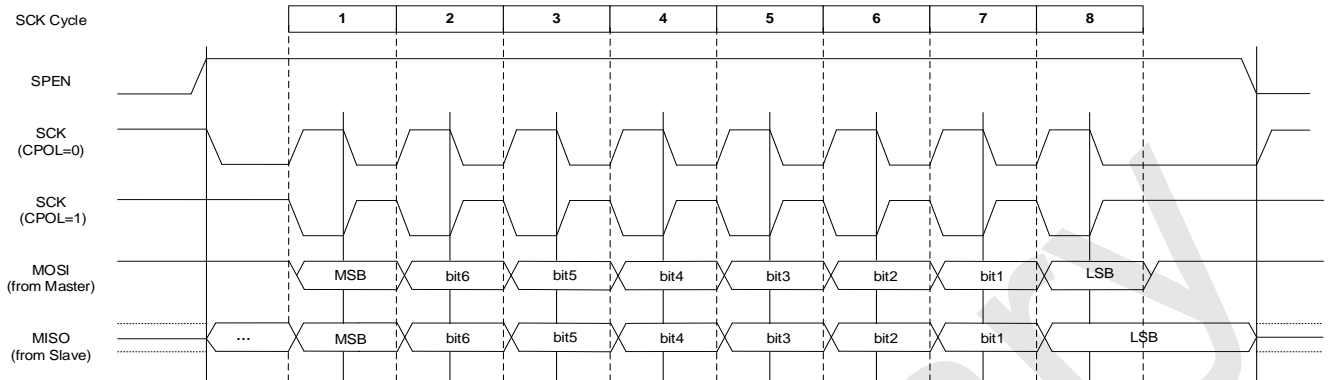 SCK Cycle 1 2 3 4 5 6 7 8
SPEN
SCK
(CPOL=0)
SCK
(CPOL=1)
MOSI
(from Master)
MSB bit6 bit5 bit4 bit3 bit2 bit1 LSB
MISO
(from Slave)
... MSB bit6 bit5 bit4 bit3 bit2 bit1 LSB